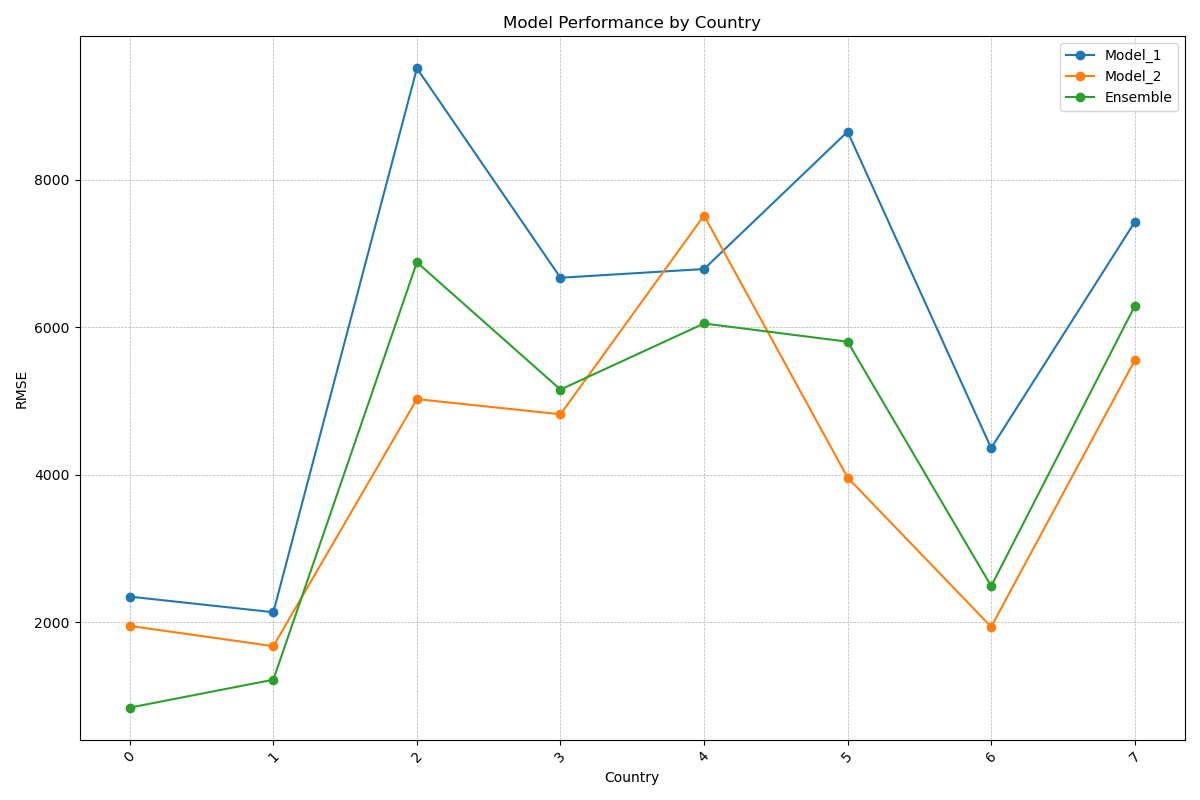 Model Performance by Country
Model_1
Model_2
Ensemble
RMSE
8000
6000
4000
2000
0 1 2 3 4 5 6 7
Country